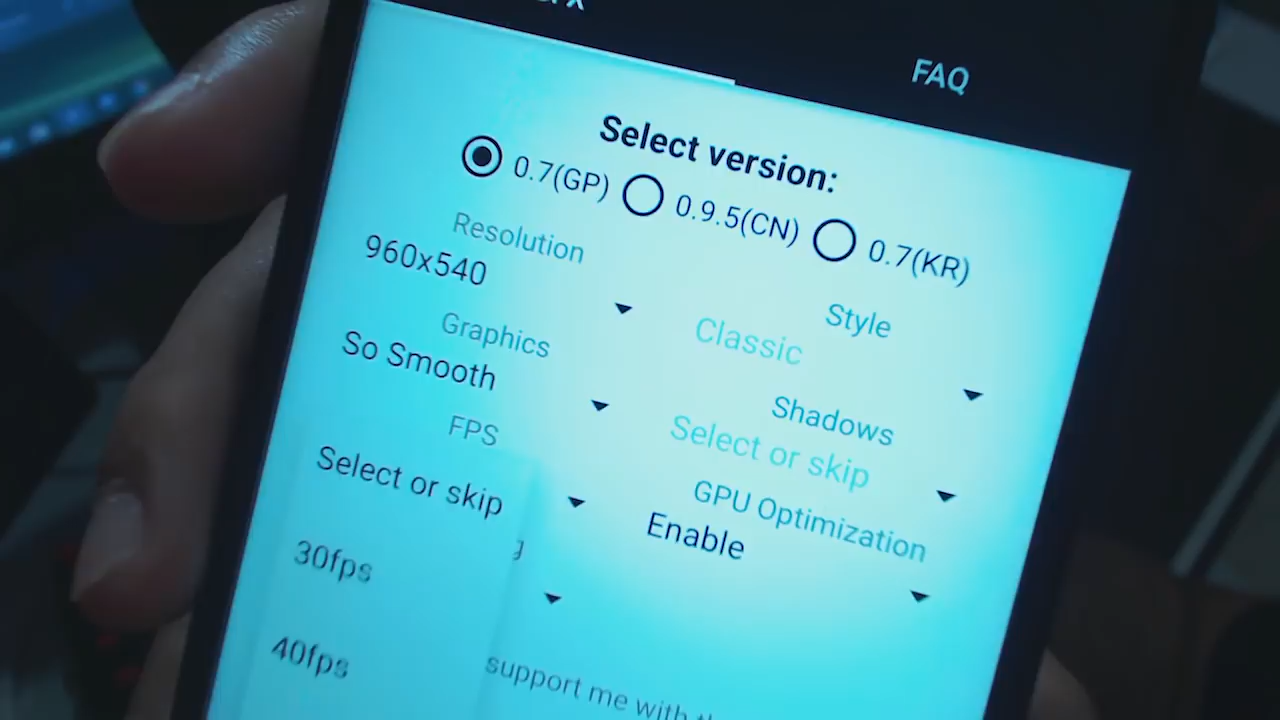 FAQ
Select version:
0.7(GP) 0.9.5(CN) 0.7(KR)
Resolution
960x540
Style
Classic
Graphics
So Smooth
Shadows
Select or skip
FPS
Select or skip
GPU Optimization
Enable
30fps
40fps
support me with